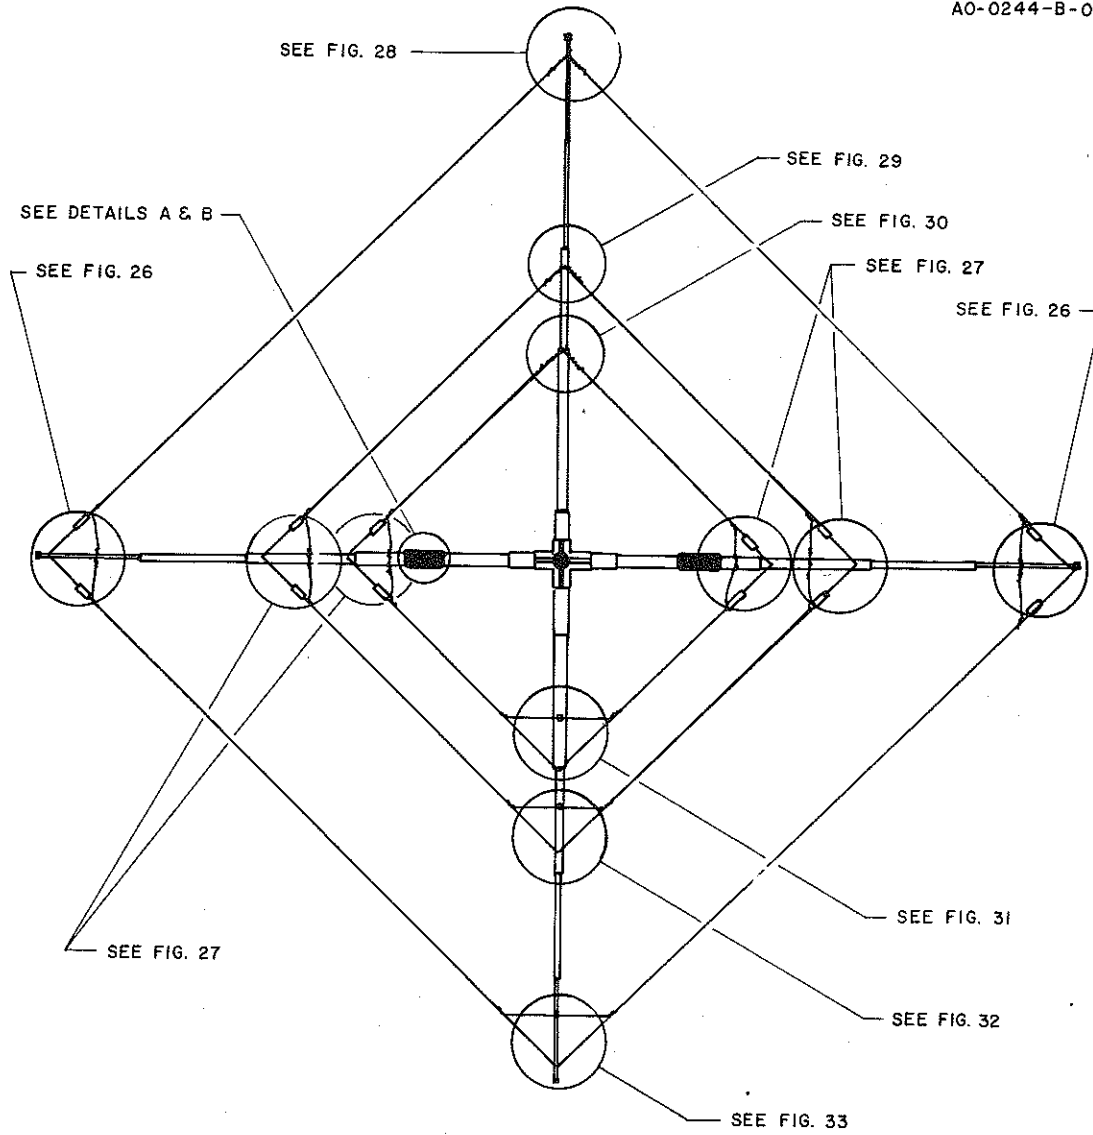 A0-0244-B-0
SEE FIG. 28
SEE FIG. 29
SEE DETAILS A & B
SEE FIG. 30
SEE FIG. 26
SEE FIG. 27
SEE FIG. 26
SEE FIG. 31
SEE FIG. 27
SEE FIG. 32
SEE FIG. 33